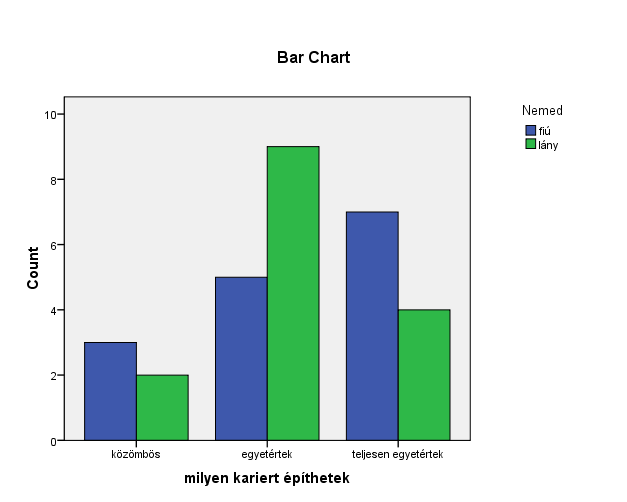 Bar Chart
Nemed
fiú
lány
10
8
6
4
2
0
Count
közömbös
egyetértek
teljesen egyetértek
milyen kariert építhetek